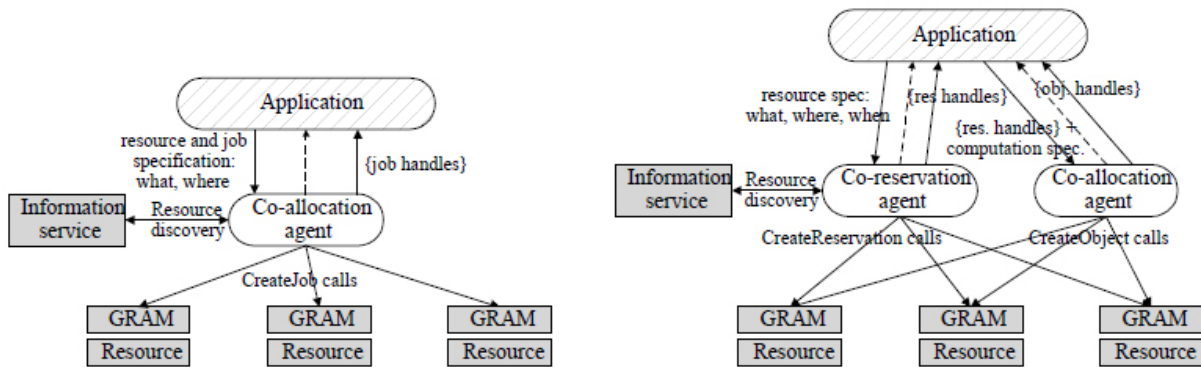 Application
resource and job
specification:
what, where
{job handles}
Information
service
Resource
discovery
Co-allocation
agent
CreateJob calls
GRAM
GRAM
GRAM
Resource
Resource
Resource
Application
resource spec:
what, where, when
{res handles}
{obj. handles}
{res. handles} +
computation spec.
Information
service
Resource
discovery
Co-reservation
agent
Co-allocation
agent
CreateReservation calls
CreateObject calls
GRAM
GRAM
GRAM
Resource
Resource
Resource